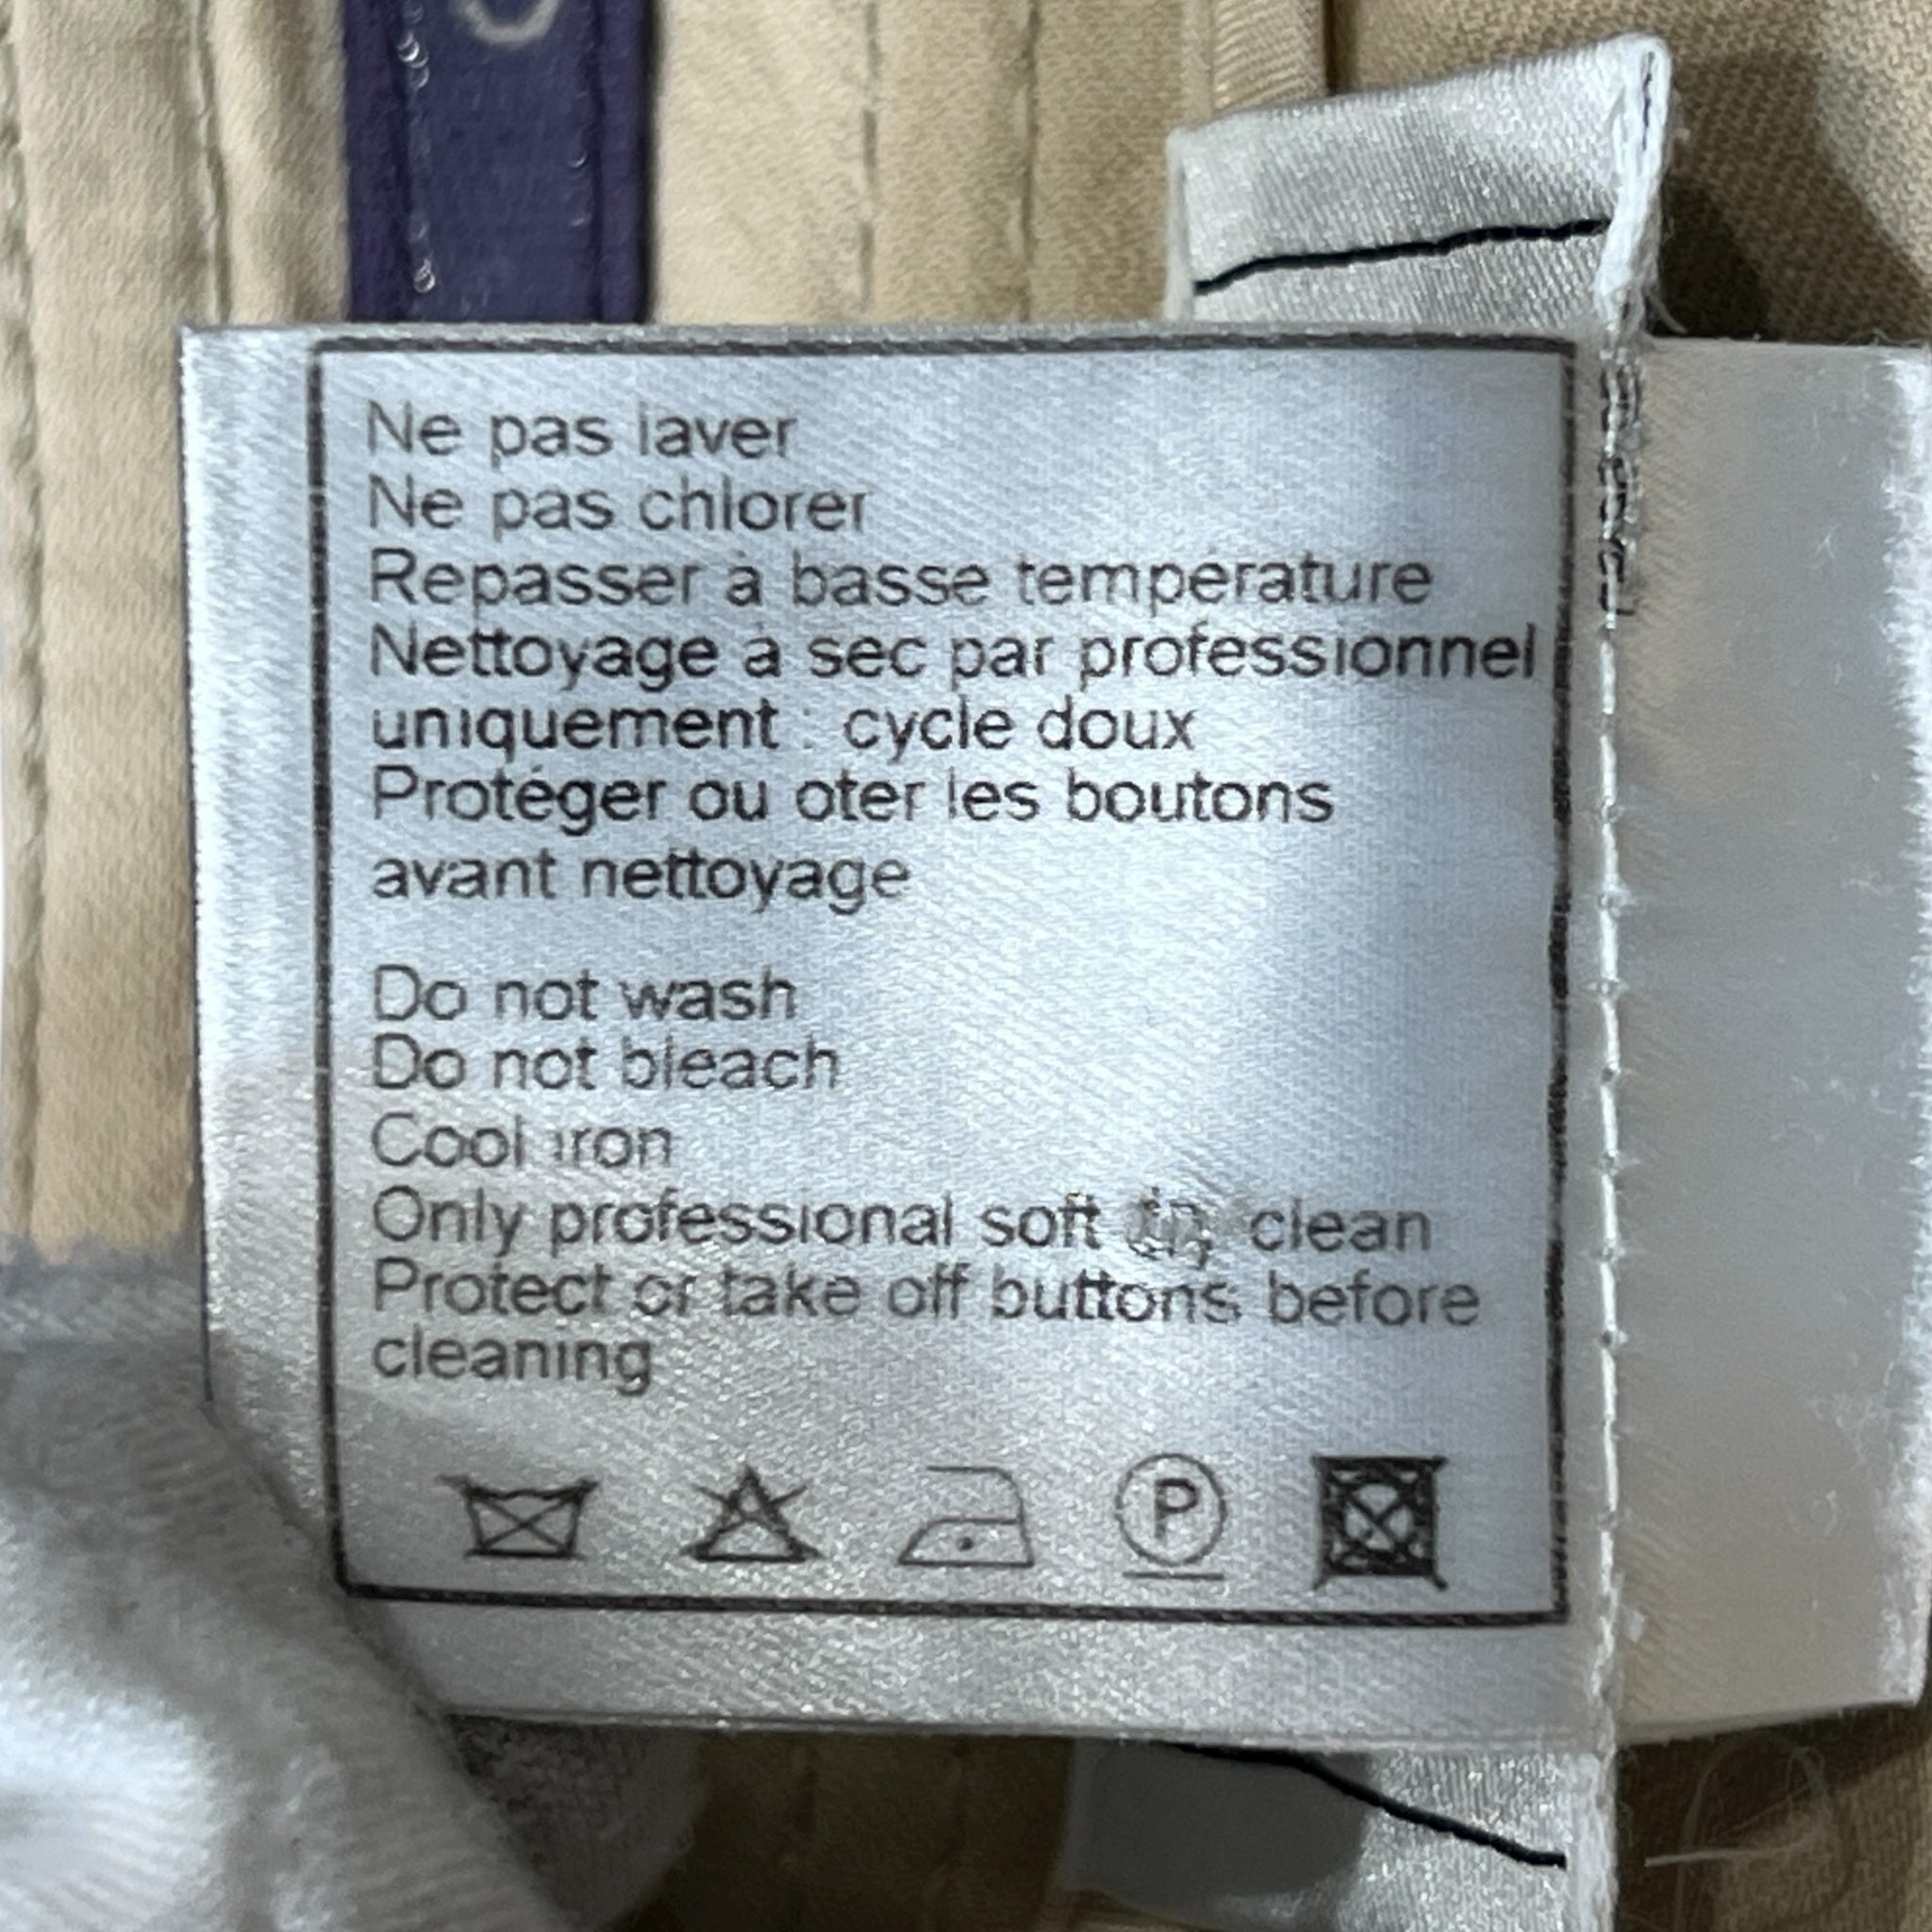 Ne pas laver
Ne pas chlorer
Repasser à basse température
Nettoyage à sec par professionnel
uniquement : cycle doux
Protéger ou oter les boutons
avant nettoyage
Do not wash
Do not bleach
Cool iron
Only professional soft dry clean
Protect or take off buttons before
cleaning
P